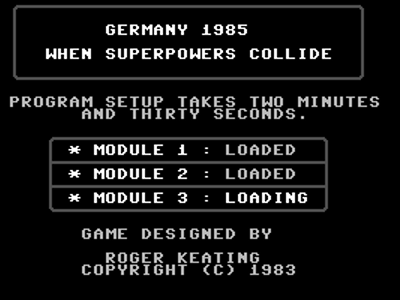 GERMANY 1985
WHEN SUPERPOWERS COLLIDE
PROGRAM SETUP TAKES TWO MINUTES
AND THIRTY SECONDS.
* MODULE 1 : LOADED
* MODULE 2 : LOADED
* MODULE 3 : LOADING
GAME DESIGNED BY
ROGER KEATING
COPYRIGHT (C) 1983